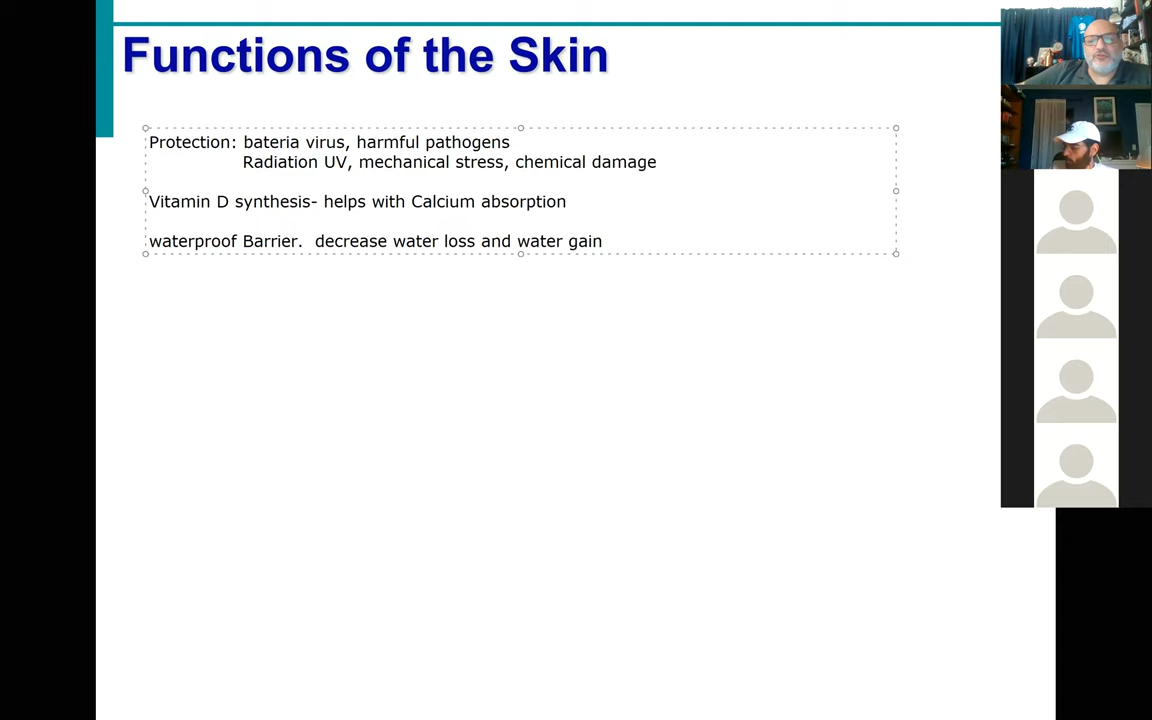 Functions of the Skin
Protection: bateria virus, harmful pathogens
Radiation UV, mechanical stress, chemical damage
Vitamin D synthesis- helps with Calcium absorption
waterproof Barrier.  decrease water loss and water gain